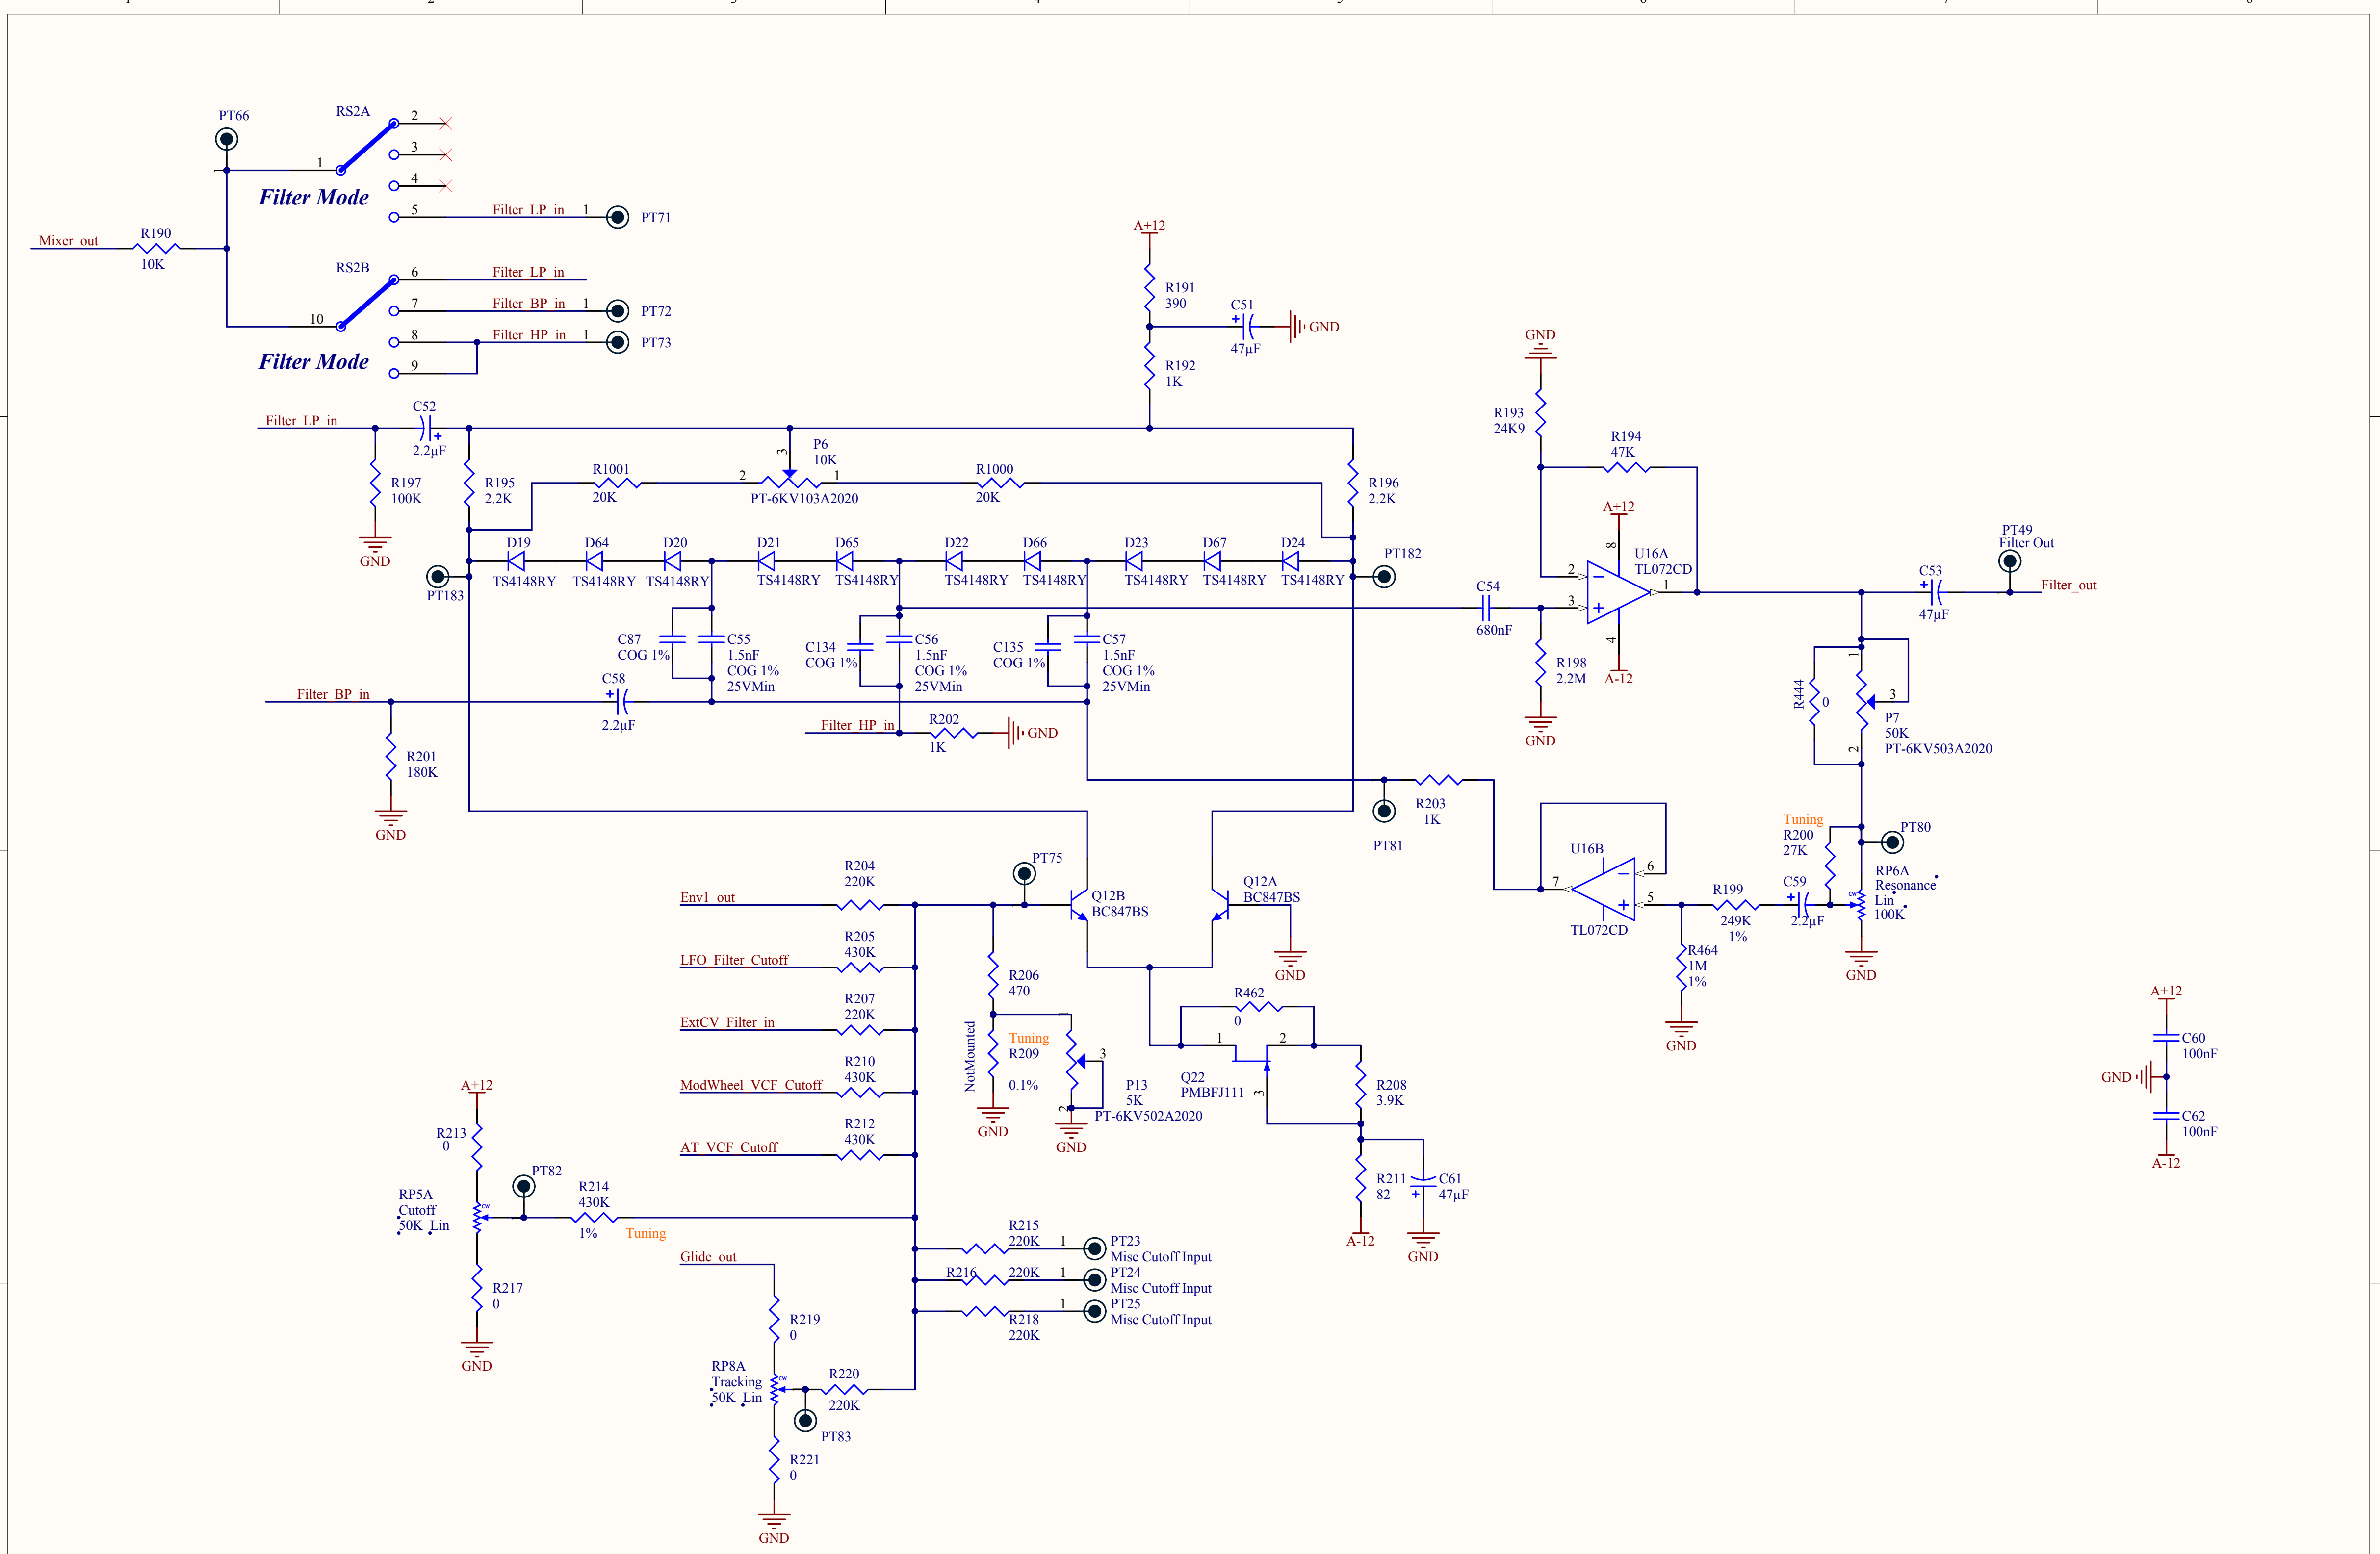 PT66
RS2A
2
3
1
4
Filter Mode
5
Filter_LP_in
1
PT71
Mixer_out
R190
10K
RS2B
6
Filter_LP_in
7
Filter_BP_in
1
PT72
10
8
Filter_HP_in
1
PT73
Filter Mode
9
A+12
R191
390
C51
+
47µF
GND
R192
1K
Filter_LP_in
C52
+
2.2µF
R197
100K
GND
R195
2.2K
R1001
20K
3
P6
10K
2
1
PT-6KV103A2020
R1000
20K
R196
2.2K
D19
TS4148RY
D64
TS4148RY
D20
TS4148RY
D21
TS4148RY
D65
TS4148RY
D22
TS4148RY
D66
TS4148RY
D23
TS4148RY
D67
TS4148RY
D24
TS4148RY
PT183
PT182
C87
COG 1%
C55
1.5nF
COG 1%
25VMin
C134
COG 1%
C56
1.5nF
COG 1%
25VMin
C135
COG 1%
C57
1.5nF
COG 1%
25VMin
Filter_BP_in
C58
+
2.2µF
R201
180K
GND
Filter_HP_in
R202
1K
GND
GND
R193
24K9
R194
47K
A+12
8
U16A
TL072CD
2
3
1
4
A-12
C54
680nF
R198
2.2M
GND
PT49
Filter Out
C53
+
47µF
Filter_out
R444
0
1
3
P7
50K
2
PT-6KV503A2020
PT81
R203
1K
U16B
7
6
5
TL072CD
R199
249K
1%
R464
1M
1%
GND
C59
+
2.2µF
Tuning
R200
27K
PT80
RP6A
Resonance
Lin
100K
cw
GND
Env1_out
R204
220K
PT75
Q12B
BC847BS
Q12A
BC847BS
GND
LFO_Filter_Cutoff
R205
430K
ExtCV_Filter_in
R207
220K
ModWheel_VCF_Cutoff
R210
430K
AT_VCF_Cutoff
R212
430K
R206
470
NotMounted
Tuning
R209
0.1%
GND
3
P13
5K
2
PT-6KV502A2020
GND
R462
0
1
2
Q22
PMBFJ111
3
R208
3.9K
R211
82
A-12
C61
+
47µF
GND
A+12
C60
100nF
GND
C62
100nF
A-12
A+12
R213
0
RP5A
Cutoff
50K_Lin
cw
PT82
R214
430K
1%
Tuning
R217
0
GND
Glide_out
R219
0
RP8A
Tracking
50K_Lin
cw
PT83
R220
220K
R221
0
GND
R215
220K
1
PT23
Misc Cutoff Input
R216
220K
1
PT24
Misc Cutoff Input
R218
220K
1
PT25
Misc Cutoff Input